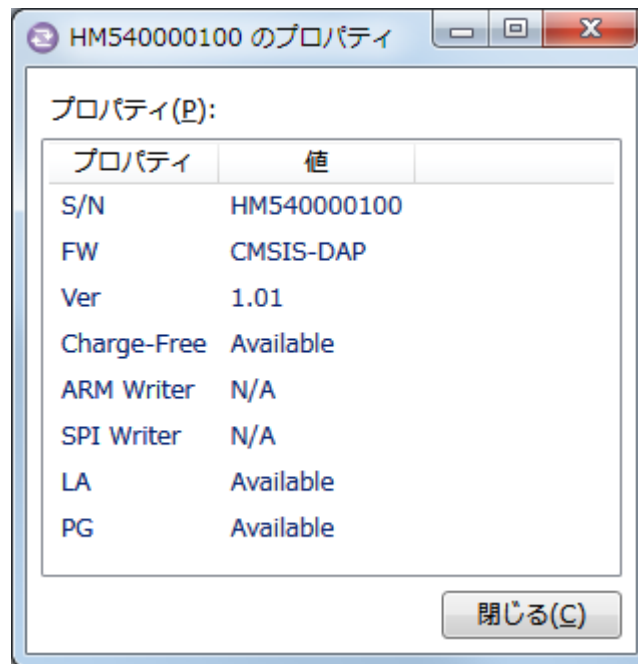 HM540000100 のプロパティ
プロパティ(P):
プロパティ 値
S/N HM540000100
FW CMSIS-DAP
Ver 1.01
Charge-Free Available
ARM Writer N/A
SPI Writer N/A
LA Available
PG Available
閉じる(C)